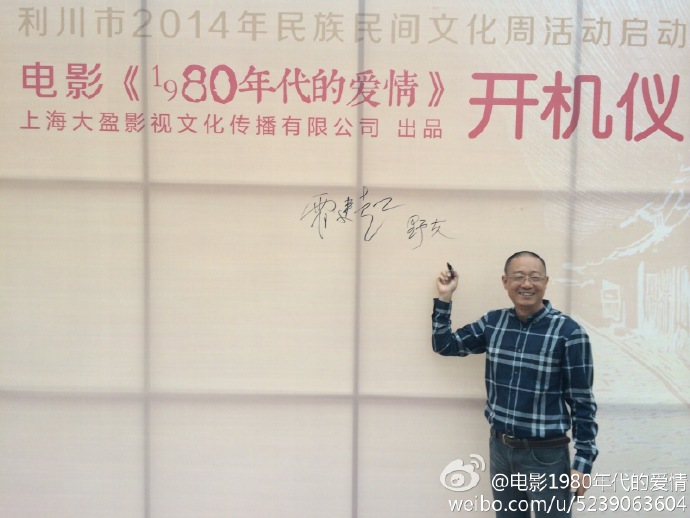 利川市2014年民族民间文化周活动启动
电影《1980年代的爱情》开机仪
上海大盈影视文化传播有限公司 出品
霍建起 野夫
@电影1980年代的爱情
weibo.com/u/5239063604